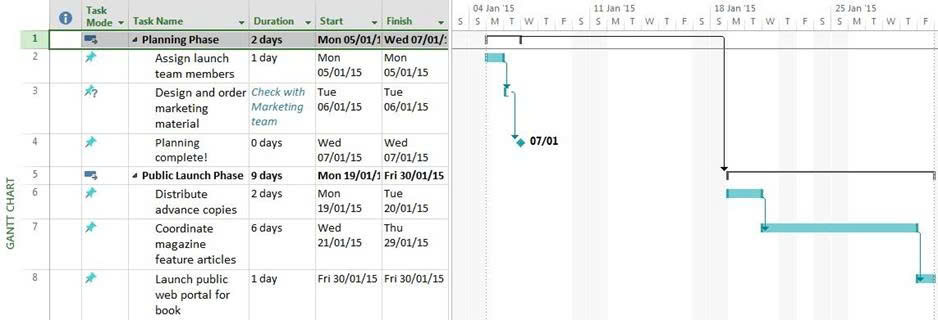 GANTT CHART
Task Mode Task Name Duration Start Finish
04 Jan '15 11 Jan '15 18 Jan '15 25 Jan '15
S S M T W T F S S M T W T F S S M T W T F S S M T W T F
1 Planning Phase 2 days Mon 05/01/1 Wed 07/01/1
2 Assign launch team members 1 day Mon 05/01/15 Mon 05/01/15
3 Design and order marketing material Check with Marketing team Tue 06/01/15 Tue 06/01/15
4 Planning complete! 0 days Wed 07/01/15 Wed 07/01/15
07/01
5 Public Launch Phase 9 days Mon 19/01/1 Fri 30/01/15
6 Distribute advance copies 2 days Mon 19/01/15 Tue 20/01/15
7 Coordinate magazine feature articles 6 days Wed 21/01/15 Thu 29/01/15
8 Launch public web portal for book 1 day Fri 30/01/15 Fri 30/01/15